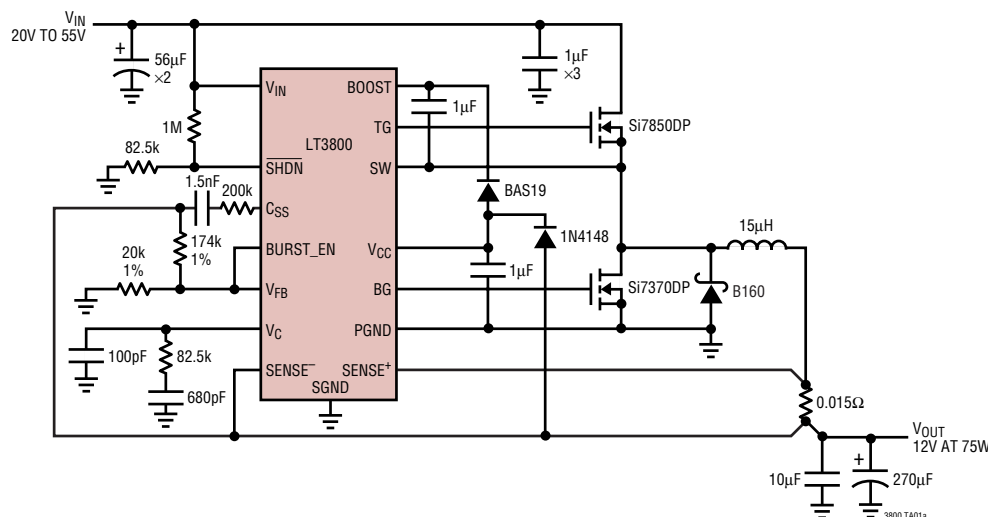 VIN
20V TO 55V
+
56µF
×2
1µF
×3
1M
82.5k
VIN
SHDN
CSS
BURST_EN
VFB
VC
SENSE–
SGND
LT3800
BOOST
TG
SW
VCC
BG
PGND
SENSE+
1µF
Si7850DP
BAS19
1N4148
1µF
Si7370DP
15µH
B160
1.5nF
200k
174k
1%
20k
1%
100pF
82.5k
680pF
0.015Ω
VOUT
12V AT 75W
10µF
+
270µF
3800 TA01a